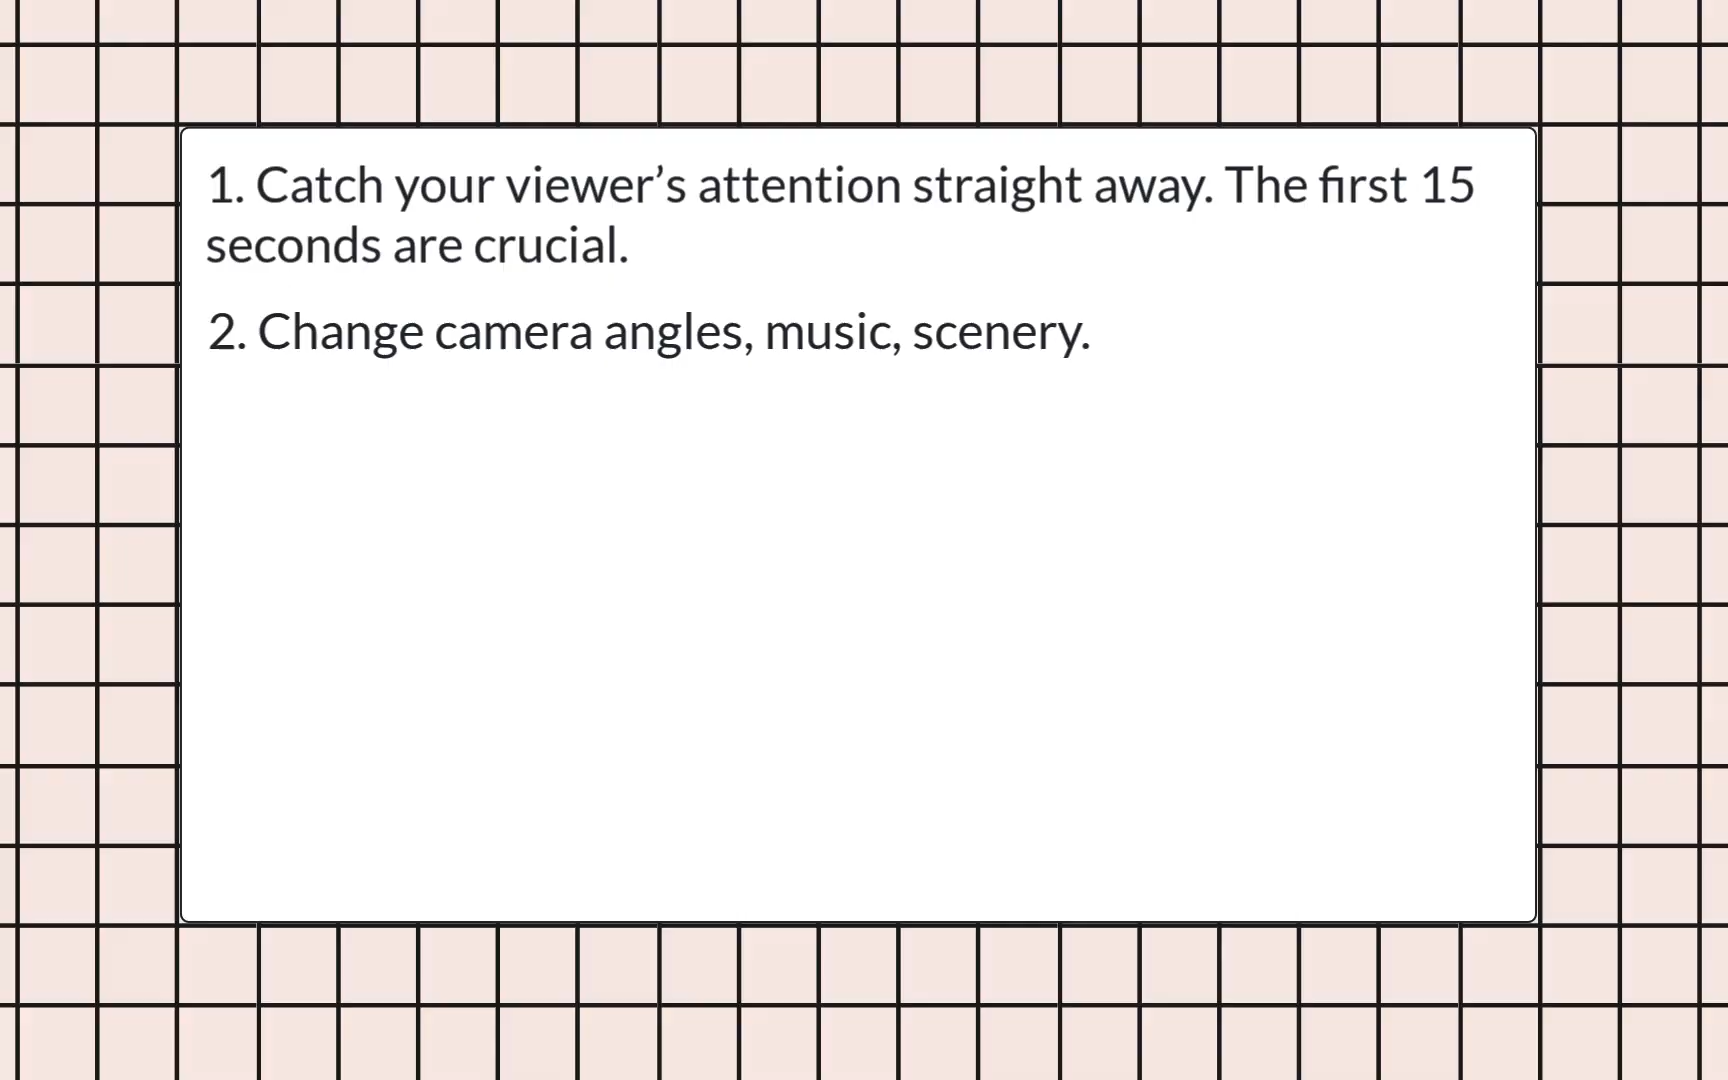 1. Catch your viewer’s attention straight away. The first 15
seconds are crucial.
2. Change camera angles, music, scenery.